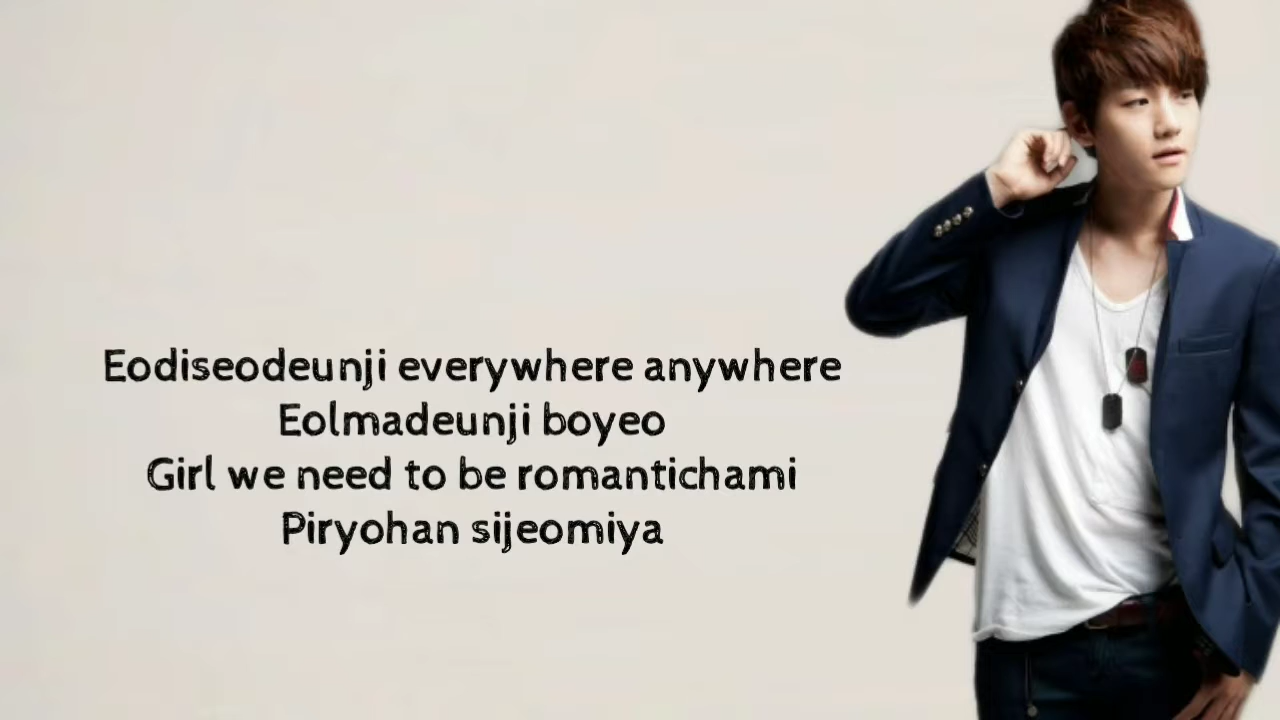 Eodiseodeunji everywhere anywhere
Eolmadeunji boyeo
Girl we need to be romantichami
Piryohan sijeomiya